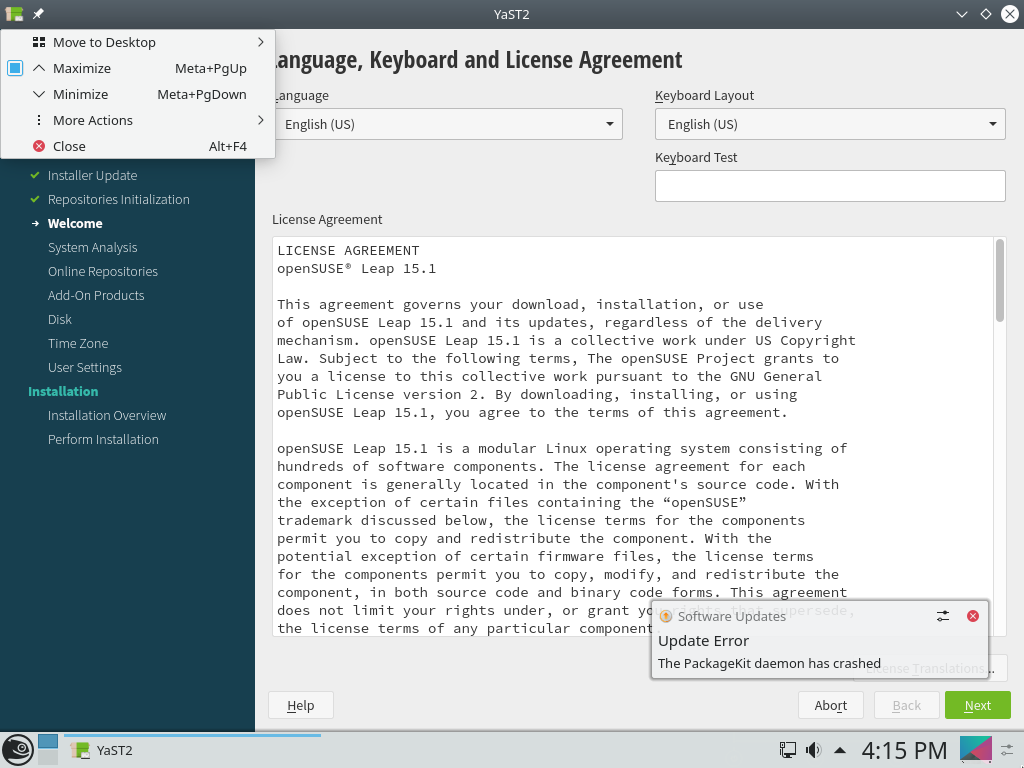 YaST2
Move to Desktop
Maximize Meta+PgUp
Minimize Meta+PgDown
More Actions
Close Alt+F4
Installer Update
Repositories Initialization
Welcome
System Analysis
Online Repositories
Add-On Products
Disk
Time Zone
User Settings
Installation
Installation Overview
Perform Installation
Language, Keyboard and License Agreement
Language
English (US)
Keyboard Layout
English (US)
Keyboard Test
License Agreement
LICENSE AGREEMENT
openSUSE® Leap 15.1
This agreement governs your download, installation, or use
of openSUSE Leap 15.1 and its updates, regardless of the delivery
mechanism. openSUSE Leap 15.1 is a collective work under US Copyright
Law. Subject to the following terms, The openSUSE Project grants to
you a license to this collective work pursuant to the GNU General
Public License version 2. By downloading, installing, or using
openSUSE Leap 15.1, you agree to the terms of this agreement.
openSUSE Leap 15.1 is a modular Linux operating system consisting of
hundreds of software components. The license agreement for each
component is generally located in the component's source code. With
the exception of certain files containing the “openSUSE”
trademark discussed below, the license terms for the components
permit you to copy and redistribute the component. With the
potential exception of certain firmware files, the license terms
for the components permit you to copy, modify, and redistribute the
component, in both source code and binary code forms. This agreement
does not limit your rights under, or grant you rights that supersede,
the license terms of any particular component
Software Updates
Update Error
The PackageKit daemon has crashed
License Translations...
Help
Abort
Back
Next
YaST2
4:15 PM